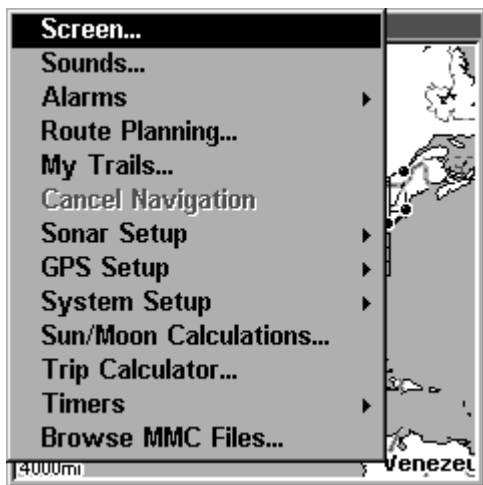 Screen...
Sounds...
Alarms
Route Planning...
My Trails...
Cancel Navigation
Sonar Setup
GPS Setup
System Setup
Sun/Moon Calculations...
Trip Calculator...
Timers
Browse MMC Files...
4000mi
Venezeu